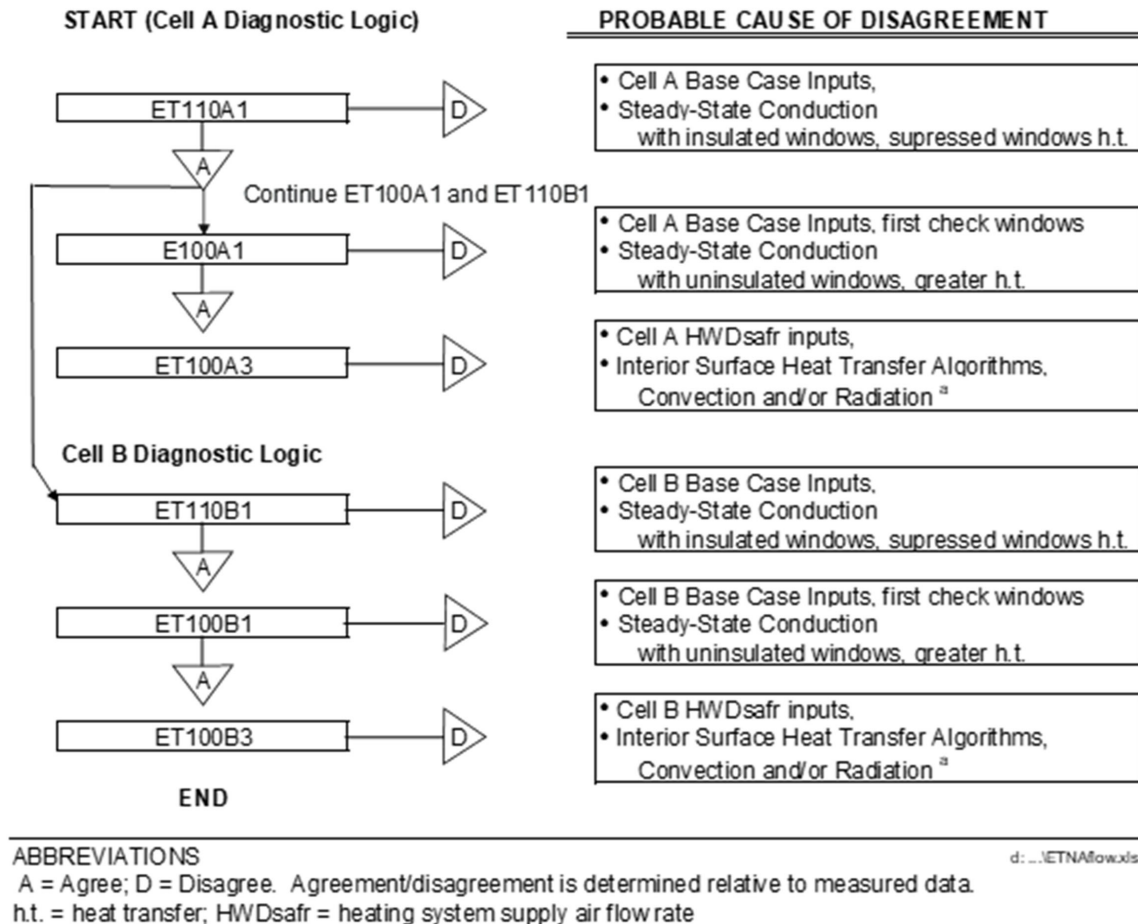 START (Cell A Diagnostic Logic)
PROBABLE CAUSE OF DISAGREEMENT
ET110A1
D
• Cell A Base Case Inputs,
• Steady-State Conduction
with insulated windows, supressed windows h.t.
A
Continue ET100A1 and ET110B1
E100A1
D
• Cell A Base Case Inputs, first check windows
• Steady-State Conduction
with uninsulated windows, greater h.t.
A
ET100A3
D
• Cell A HWDsafr inputs,
• Interior Surface Heat Transfer Algorithms,
Convection and/or Radiation ª
Cell B Diagnostic Logic
ET110B1
D
• Cell B Base Case Inputs,
• Steady-State Conduction
with insulated windows, supressed windows h.t.
A
ET100B1
D
• Cell B Base Case Inputs, first check windows
• Steady-State Conduction
with uninsulated windows, greater h.t.
A
ET100B3
D
• Cell B HWDsafr inputs,
• Interior Surface Heat Transfer Algorithms,
Convection and/or Radiation ª
END
ABBREVIATIONS
d:...\ETNAflow.xls
A = Agree; D = Disagree. Agreement/disagreement is determined relative to measured data.
h.t. = heat transfer; HWDsafr = heating system supply air flow rate